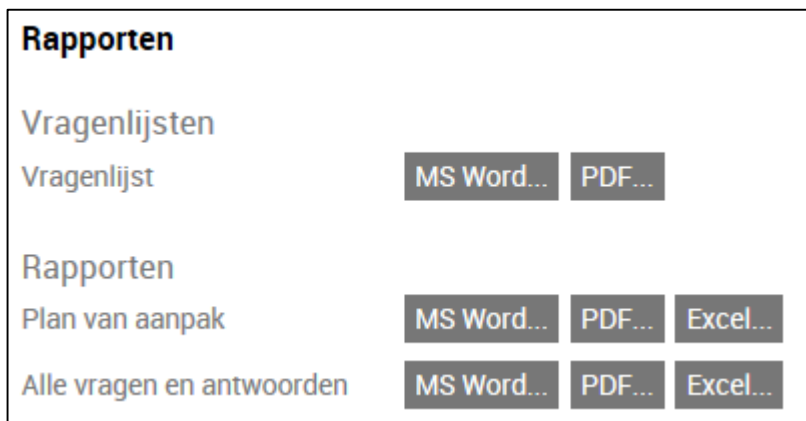 Rapporten
Vragenlijsten
Vragenlijst MS Word... PDF...
Rapporten
Plan van aanpak MS Word... PDF... Excel...
Alle vragen en antwoorden MS Word... PDF... Excel...